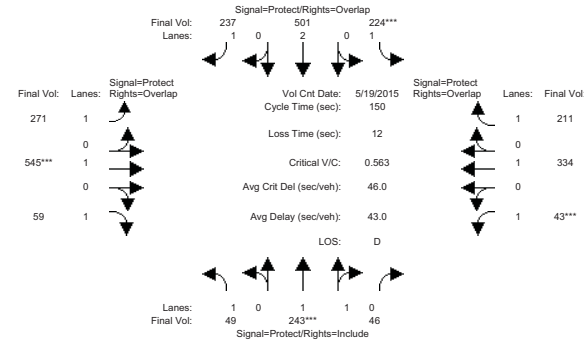 Signal=Protect/Rights=Overlap
Final Vol: 237 501 224***
Lanes: 1 0 2 0 1
Signal=Protect
Final Vol: Lanes: Rights=Overlap
Vol Cnt Date: 5/19/2015
Signal=Protect
Rights=Overlap Lanes: Final Vol:
Cycle Time (sec): 150
271 1
1 211
Loss Time (sec): 12
0
0
545*** 1
Critical V/C: 0.563
1 334
0
Avg Crit Del (sec/veh): 46.0
0
59 1
Avg Delay (sec/veh): 43.0
1 43***
LOS: D
Lanes: 1 0 1 1 0
Final Vol: 49 243*** 46
Signal=Protect/Rights=Include